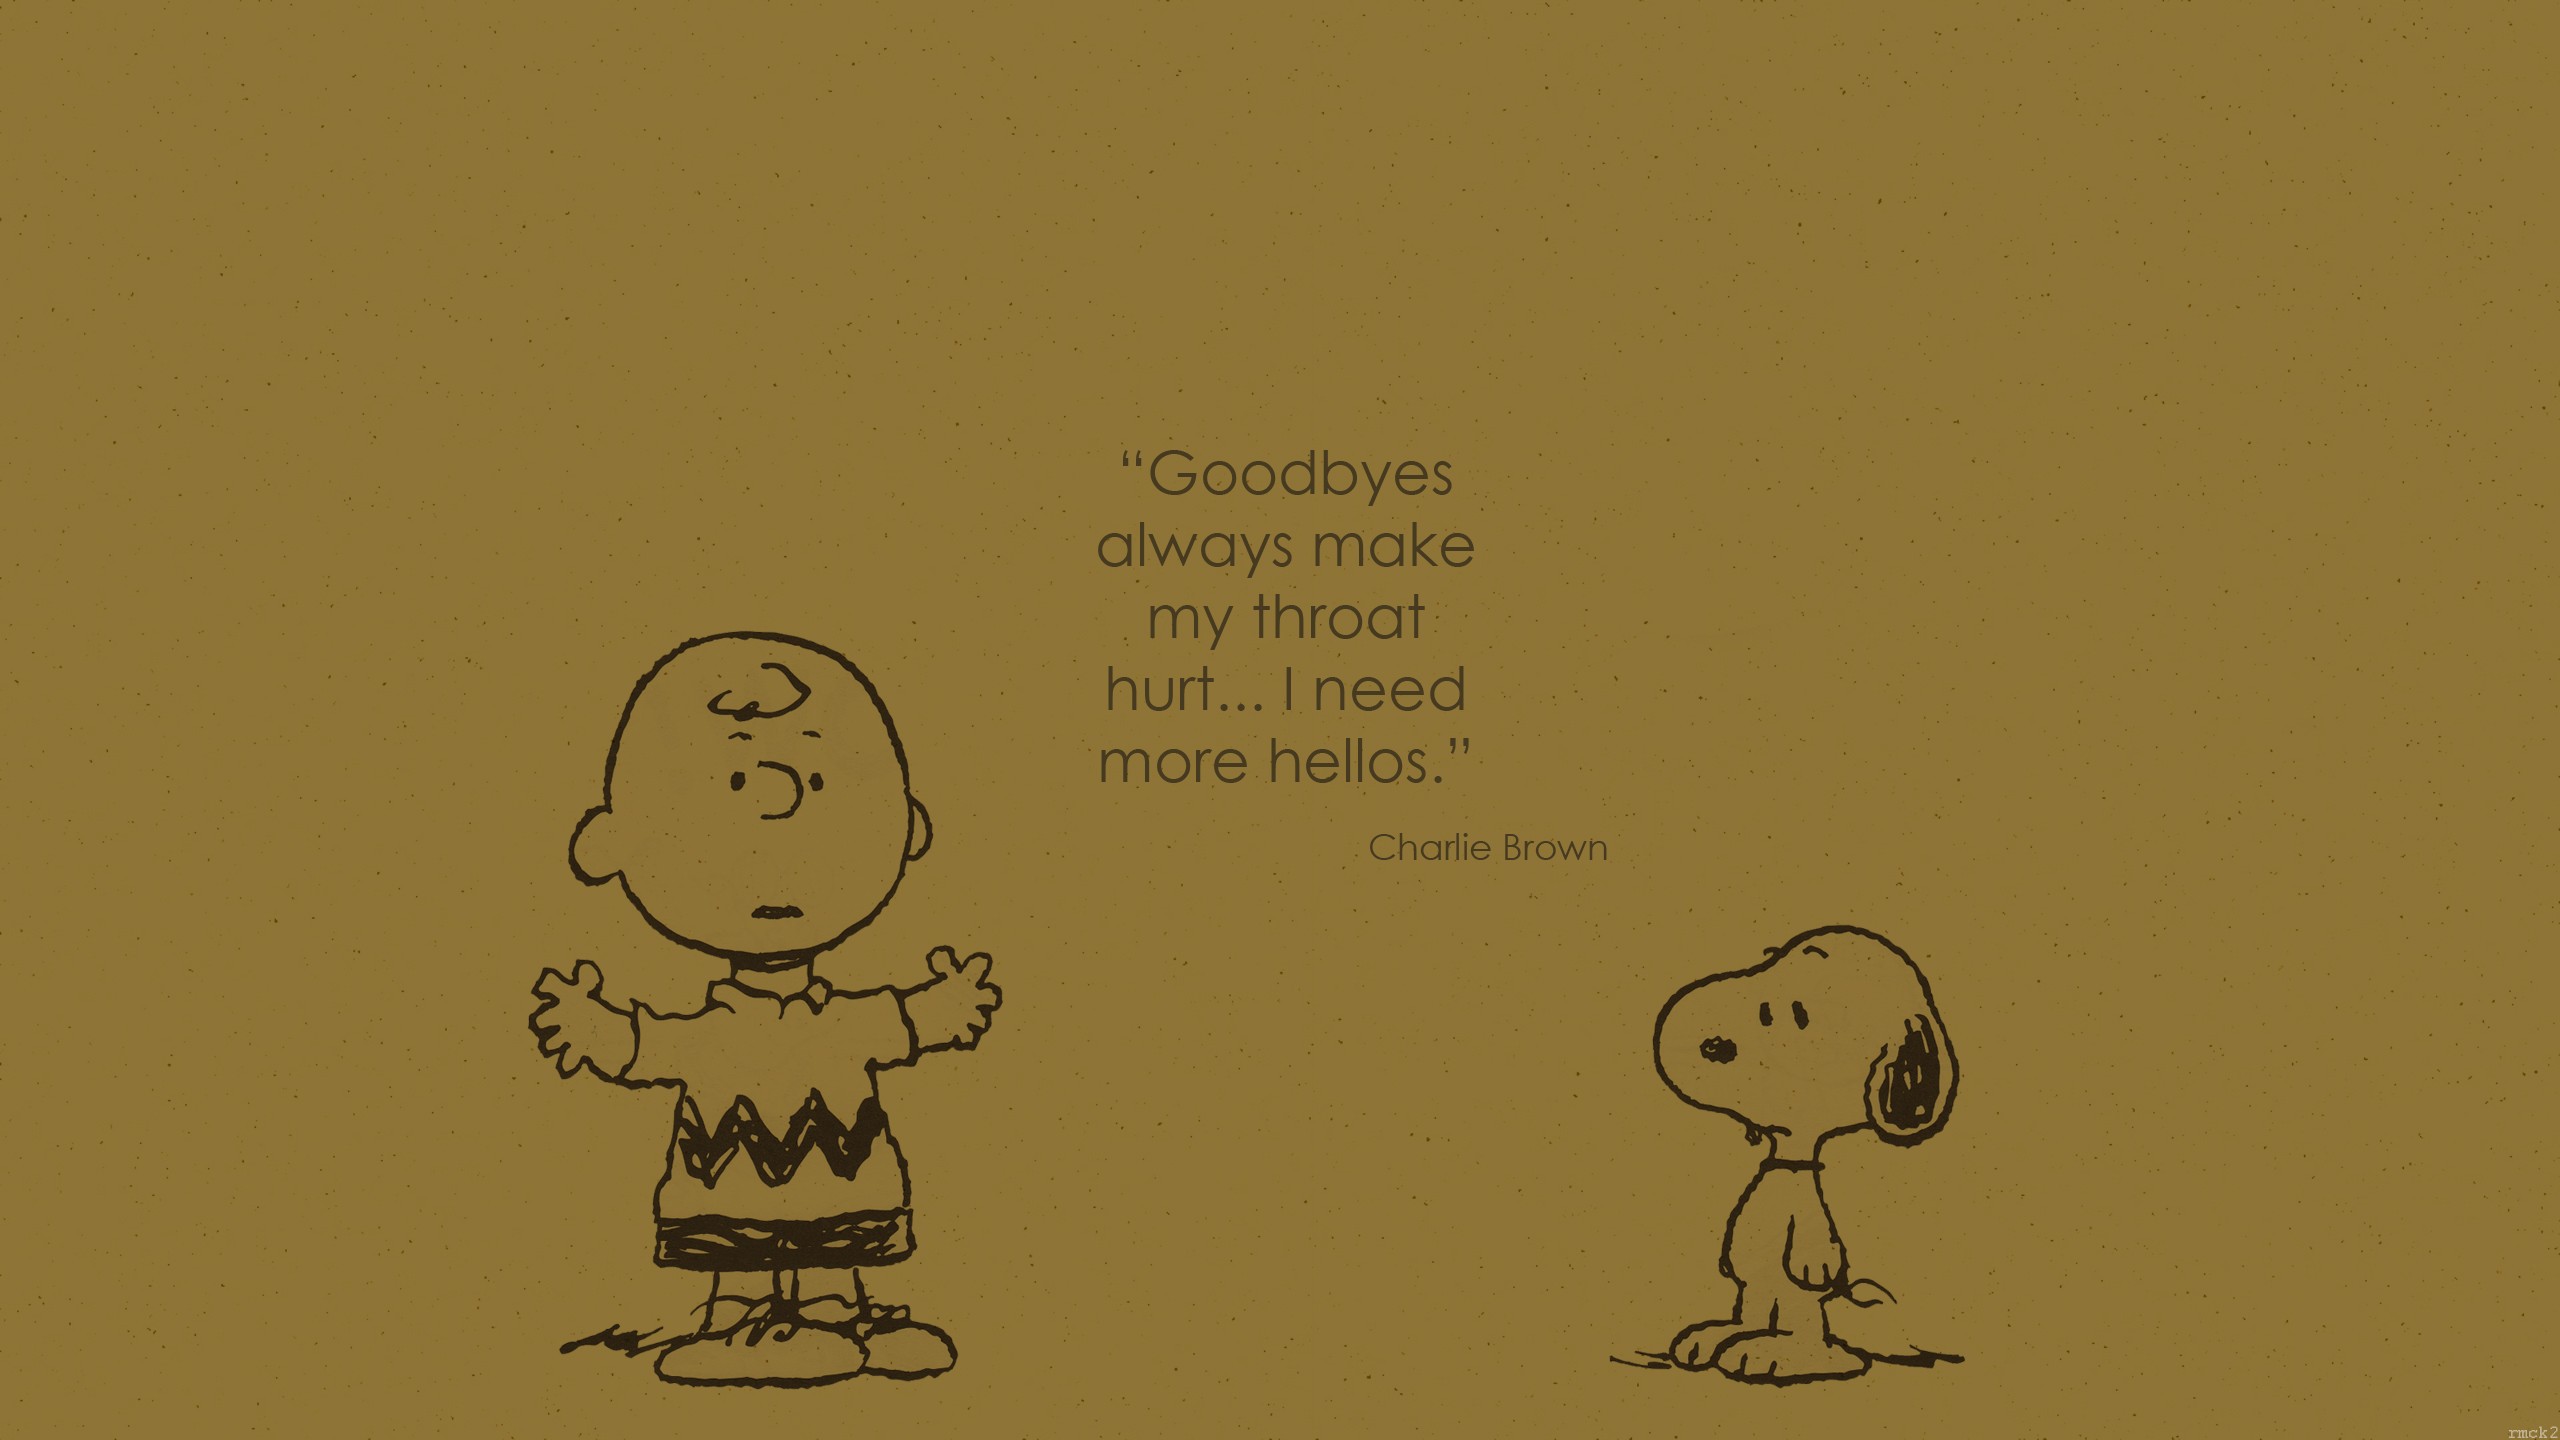 “Goodbyes
always make
my throat
hurt... I need
more hellos.”
Charlie Brown
rmck2